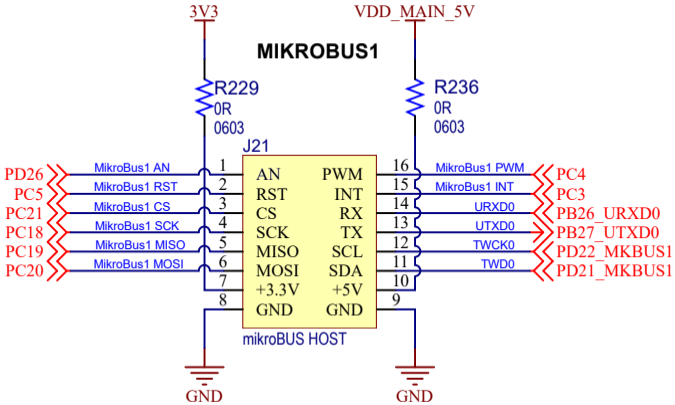 3V3
VDD_MAIN_5V
MIKROBUS1
R229
0R
0603
R236
0R
0603
J21
PD26 MikroBus1 AN 1 AN PWM 16 MikroBus1 PWM PC4
PC5 MikroBus1 RST 2 RST INT 15 MikroBus1 INT PC3
PC21 MikroBus1 CS 3 CS RX 14 URXD0 PB26_URXD0
PC18 MikroBus1 SCK 4 SCK TX 13 UTXD0 PB27_UTXD0
PC19 MikroBus1 MISO 5 MISO SCL 12 TWCK0 PD22_MKBUS1
PC20 MikroBus1 MOSI 6 MOSI SDA 11 TWD0 PD21_MKBUS1
7 +3.3V +5V 10
8 GND GND 9
mikroBUS HOST
GND
GND